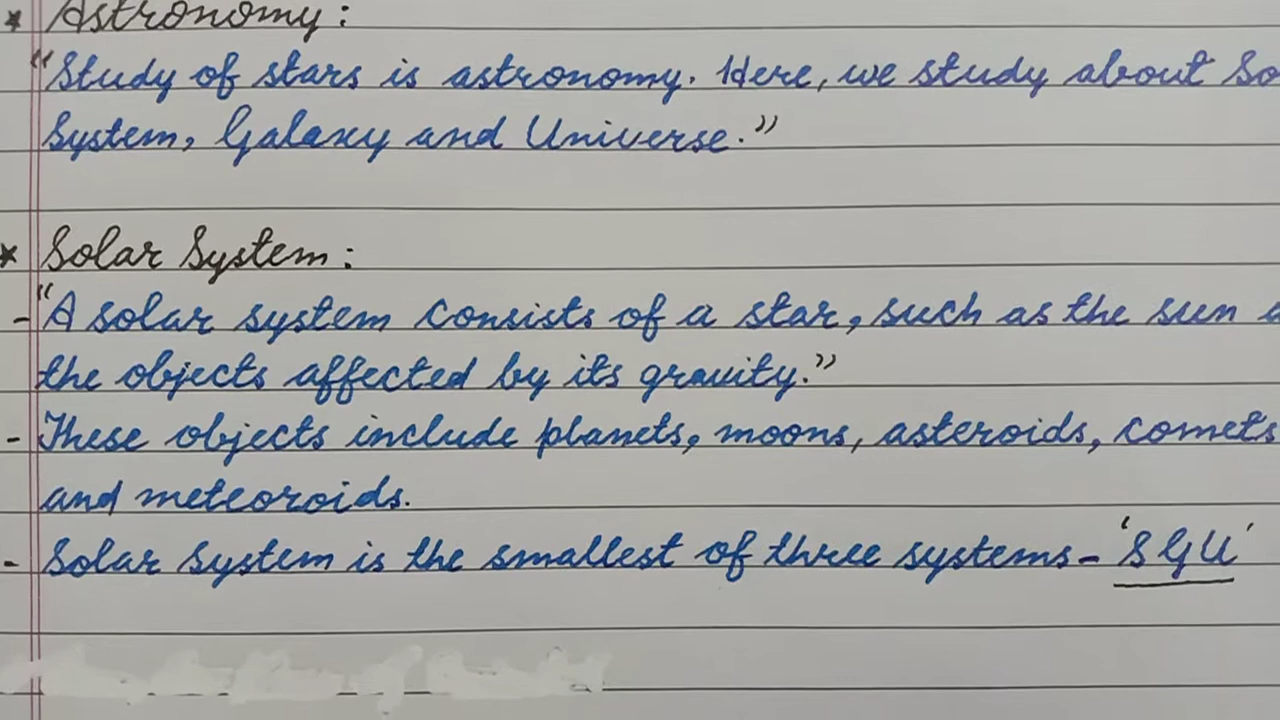 * Astronomy:
"Study of stars is astronomy. Here, we study about So
System, Galaxy and Universe."
* Solar System:
- "A solar system consists of a star, such as the sun
the objects affected by its gravity."
- These objects include planets, moons, asteroids, comets
and meteoroids.
- Solar System is the smallest of three systems - 'SGU'